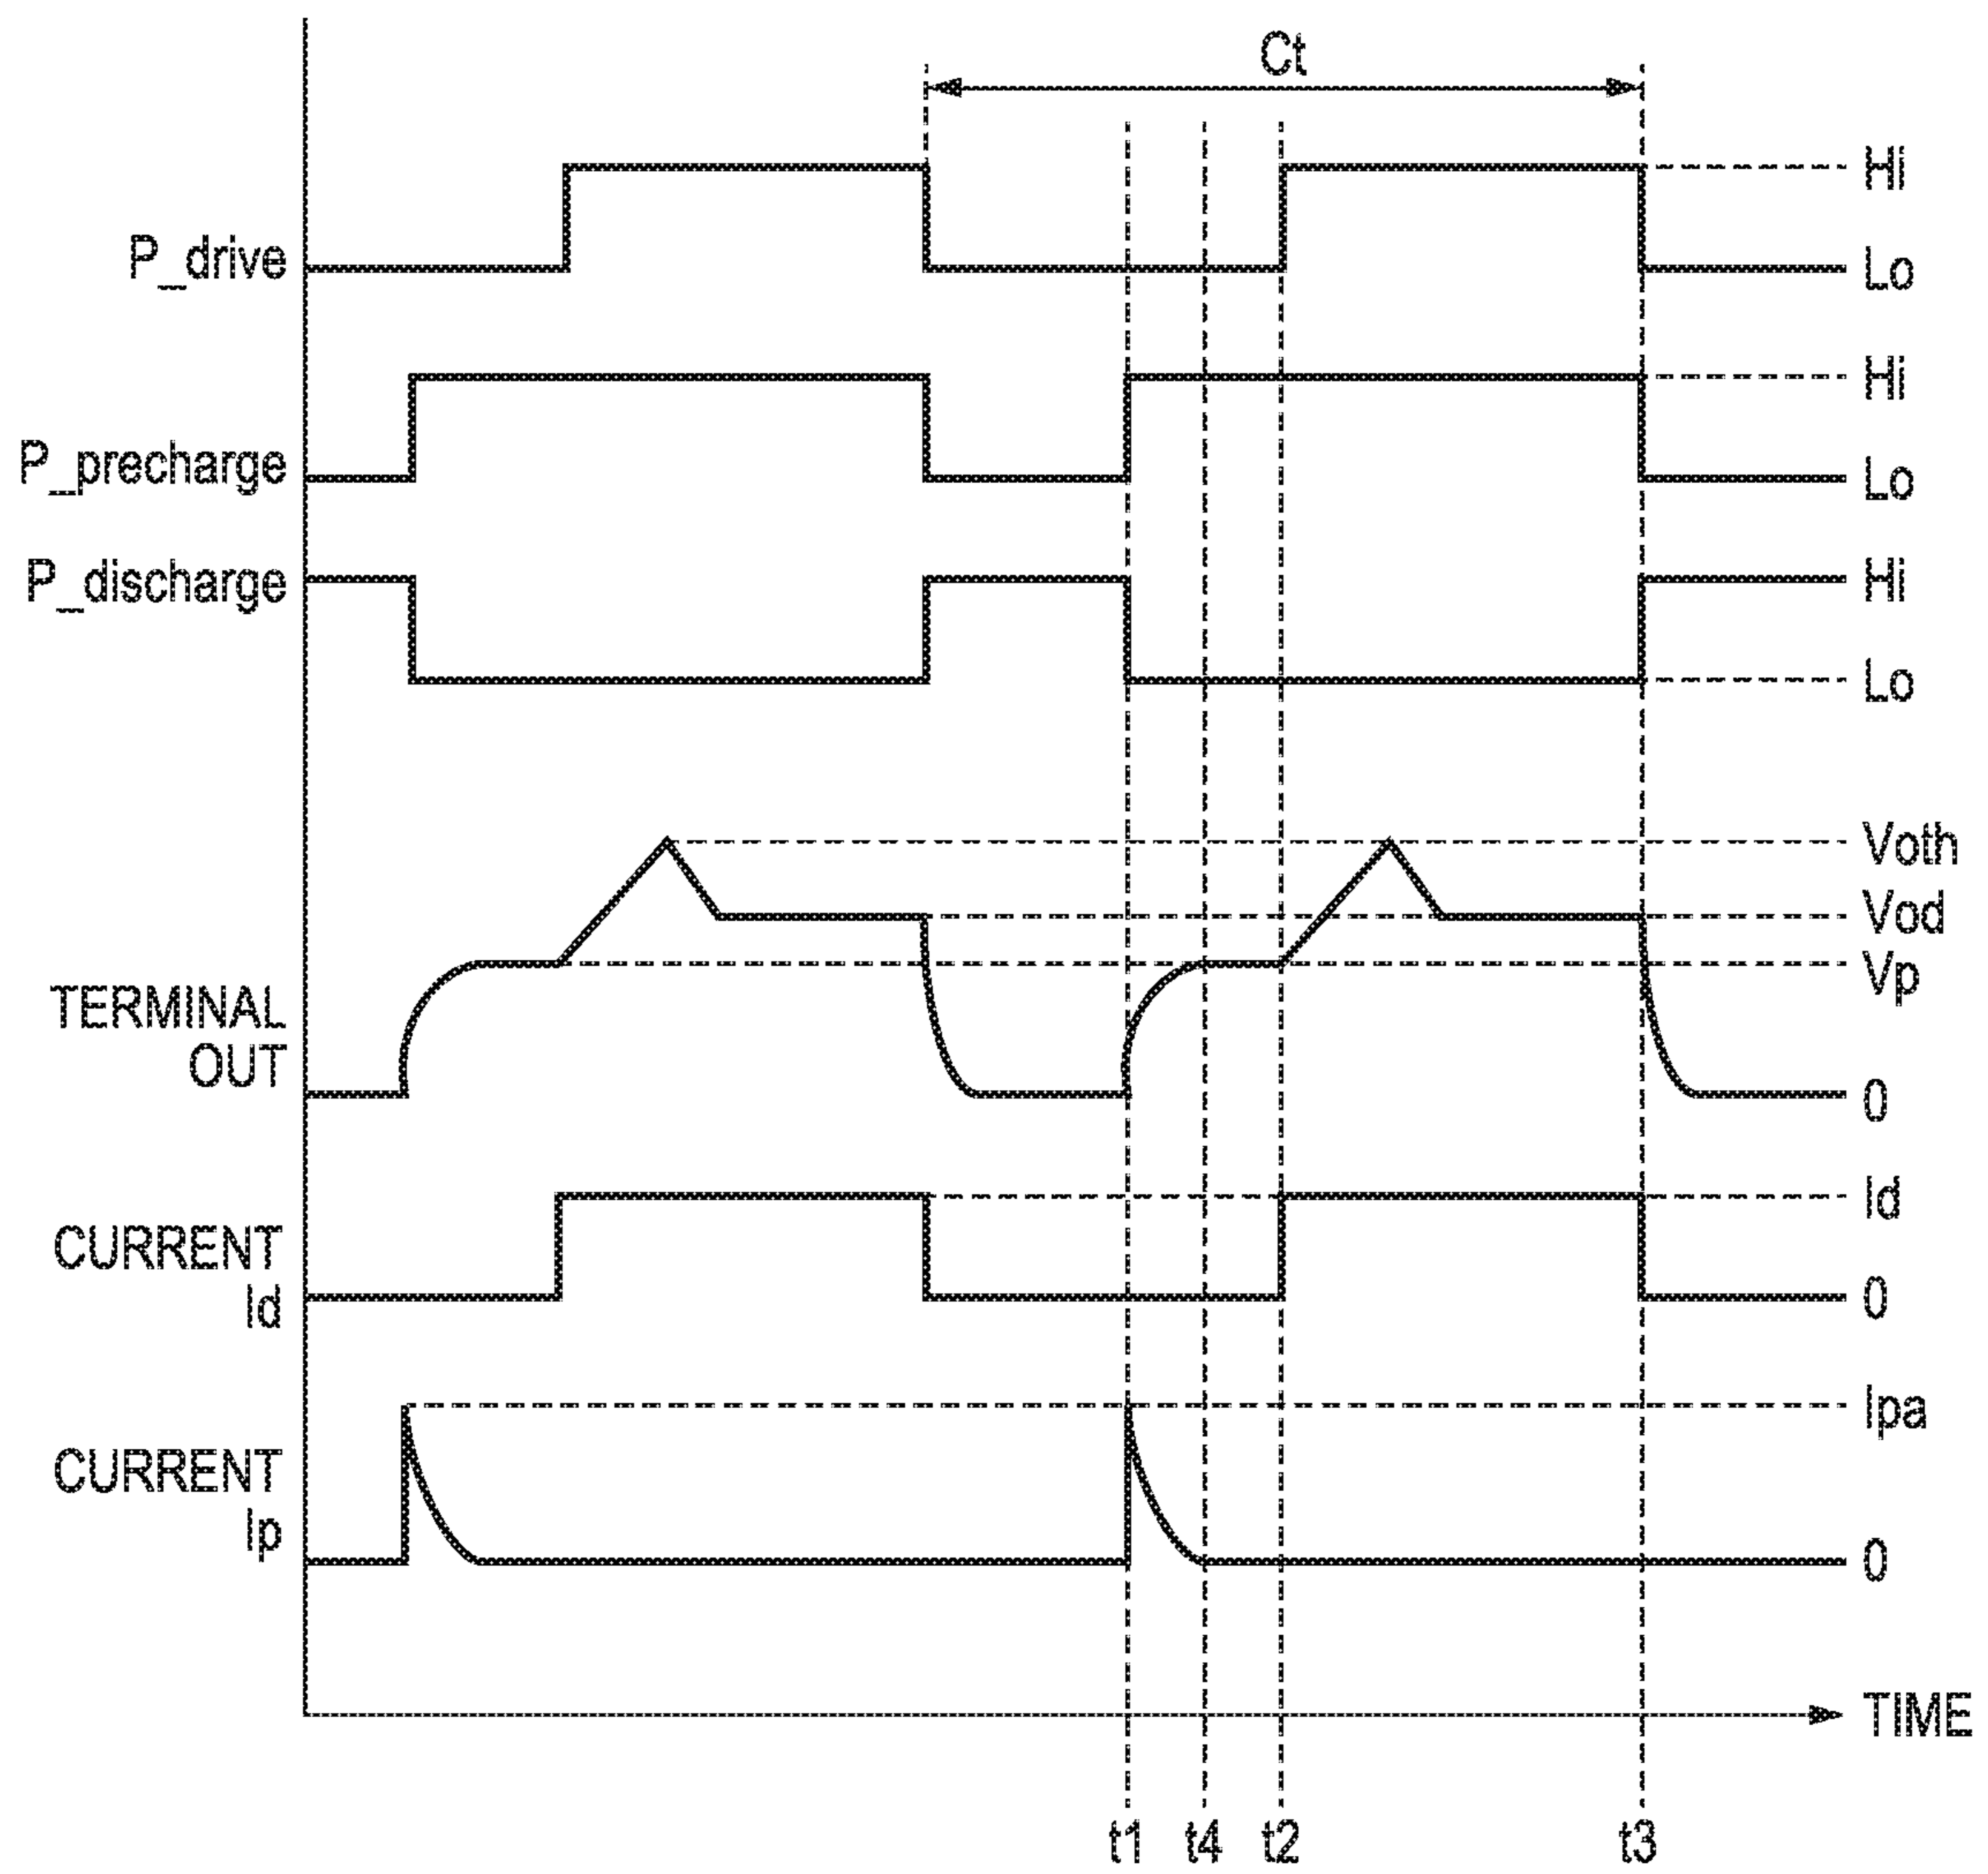 Ct
P_drive
Hi
Lo
P_precharge
Hi
Lo
P_discharge
Hi
Lo
TERMINAL
OUT
Voth
Vod
Vp
0
CURRENT
Id
Id
0
CURRENT
Ip
Ipa
0
TIME
t1 t4 t2 t3